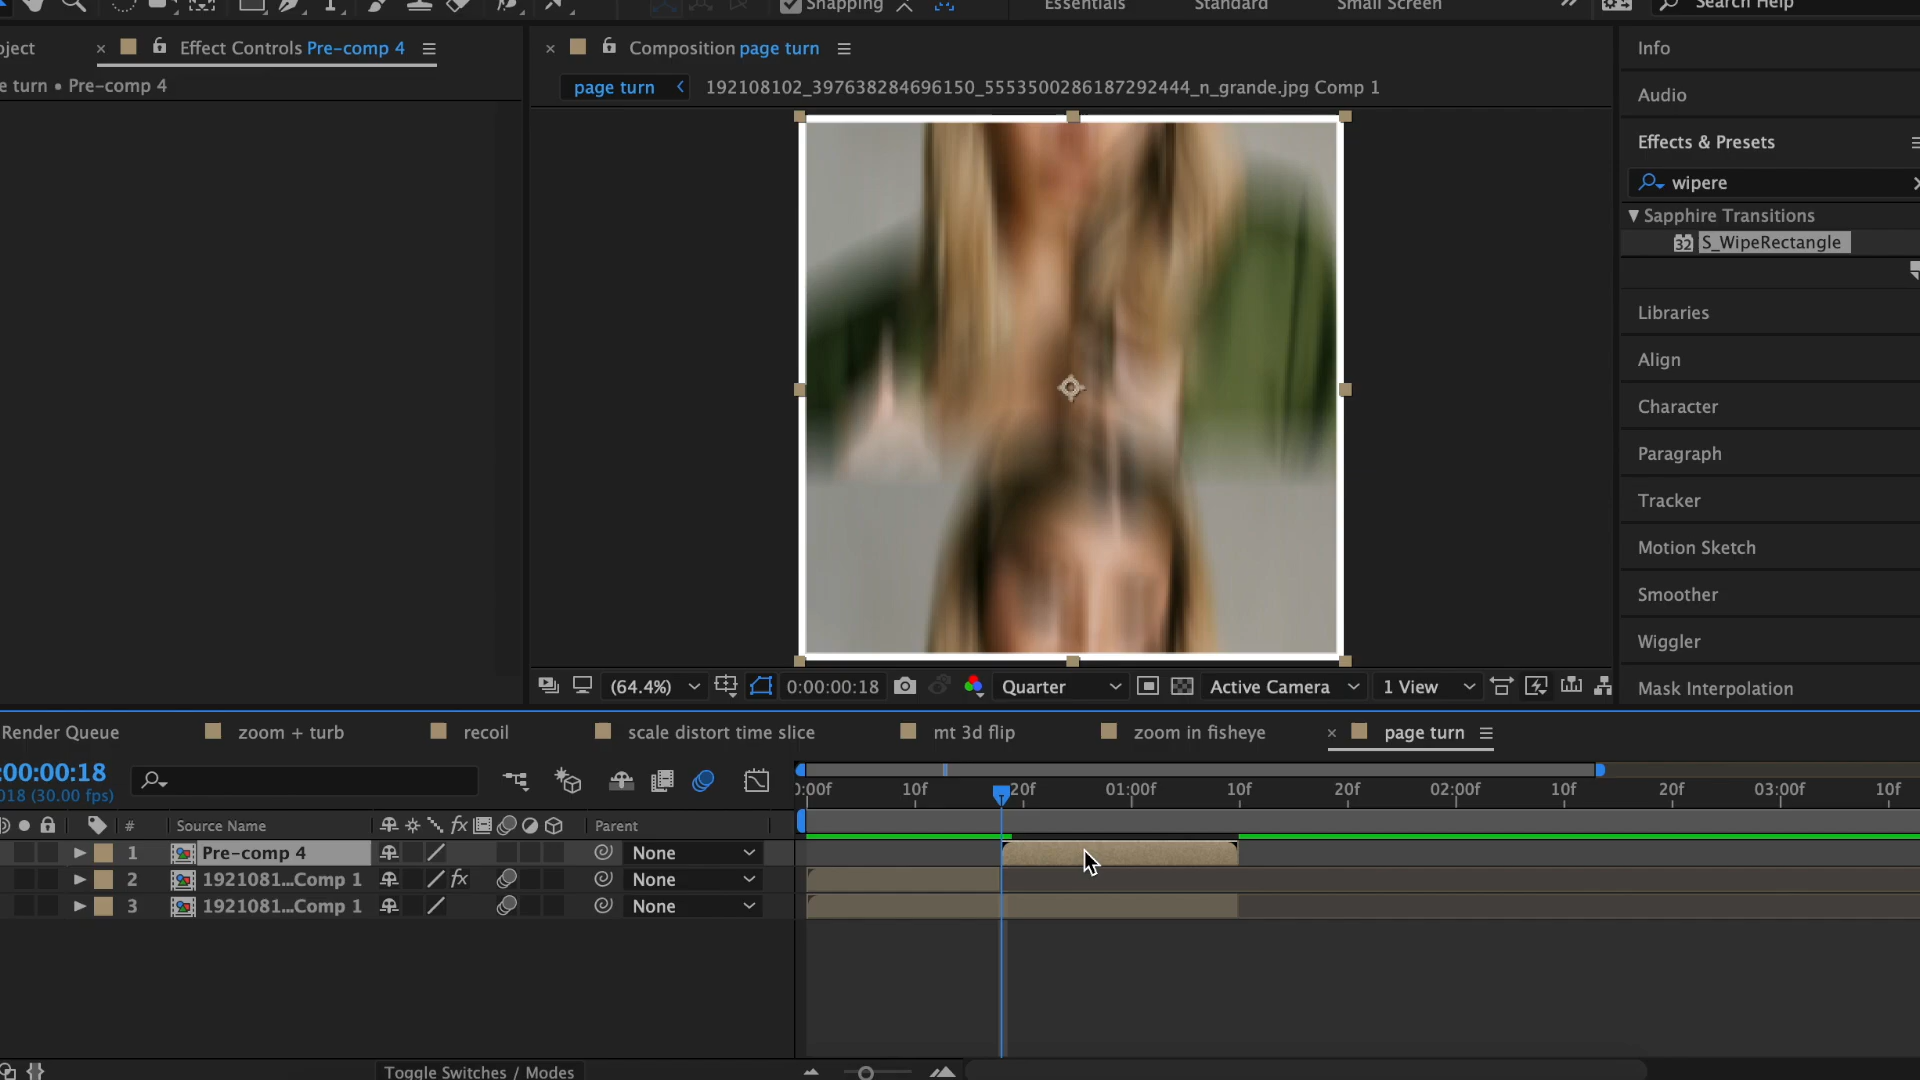 Snapping
Essentials
Standard
Small Screen
Search Help
oject
Effect Controls Pre-comp 4
Composition page turn
Info
e turn • Pre-comp 4
page turn
192108102_397638284696150_5553500286187292444_n_grande.jpg Comp 1
Audio
Effects & Presets
wipere
Sapphire Transitions
32 S_WipeRectangle
Libraries
Align
Character
Paragraph
Tracker
Motion Sketch
Smoother
Wiggler
Mask Interpolation
(64.4%)
0:00:00:18
Quarter
Active Camera
1 View
Render Queue
zoom + turb
recoil
scale distort time slice
mt 3d flip
zoom in fisheye
page turn
:00:00:18
018 (30.00 fps)
0:00f 10f 20f 01:00f 10f 20f 02:00f 10f 20f 03:00f 10f
# Source Name fx Parent
1 Pre-comp 4 None
2 1921081...Comp 1 fx None
3 1921081...Comp 1 None
Toggle Switches / Modes